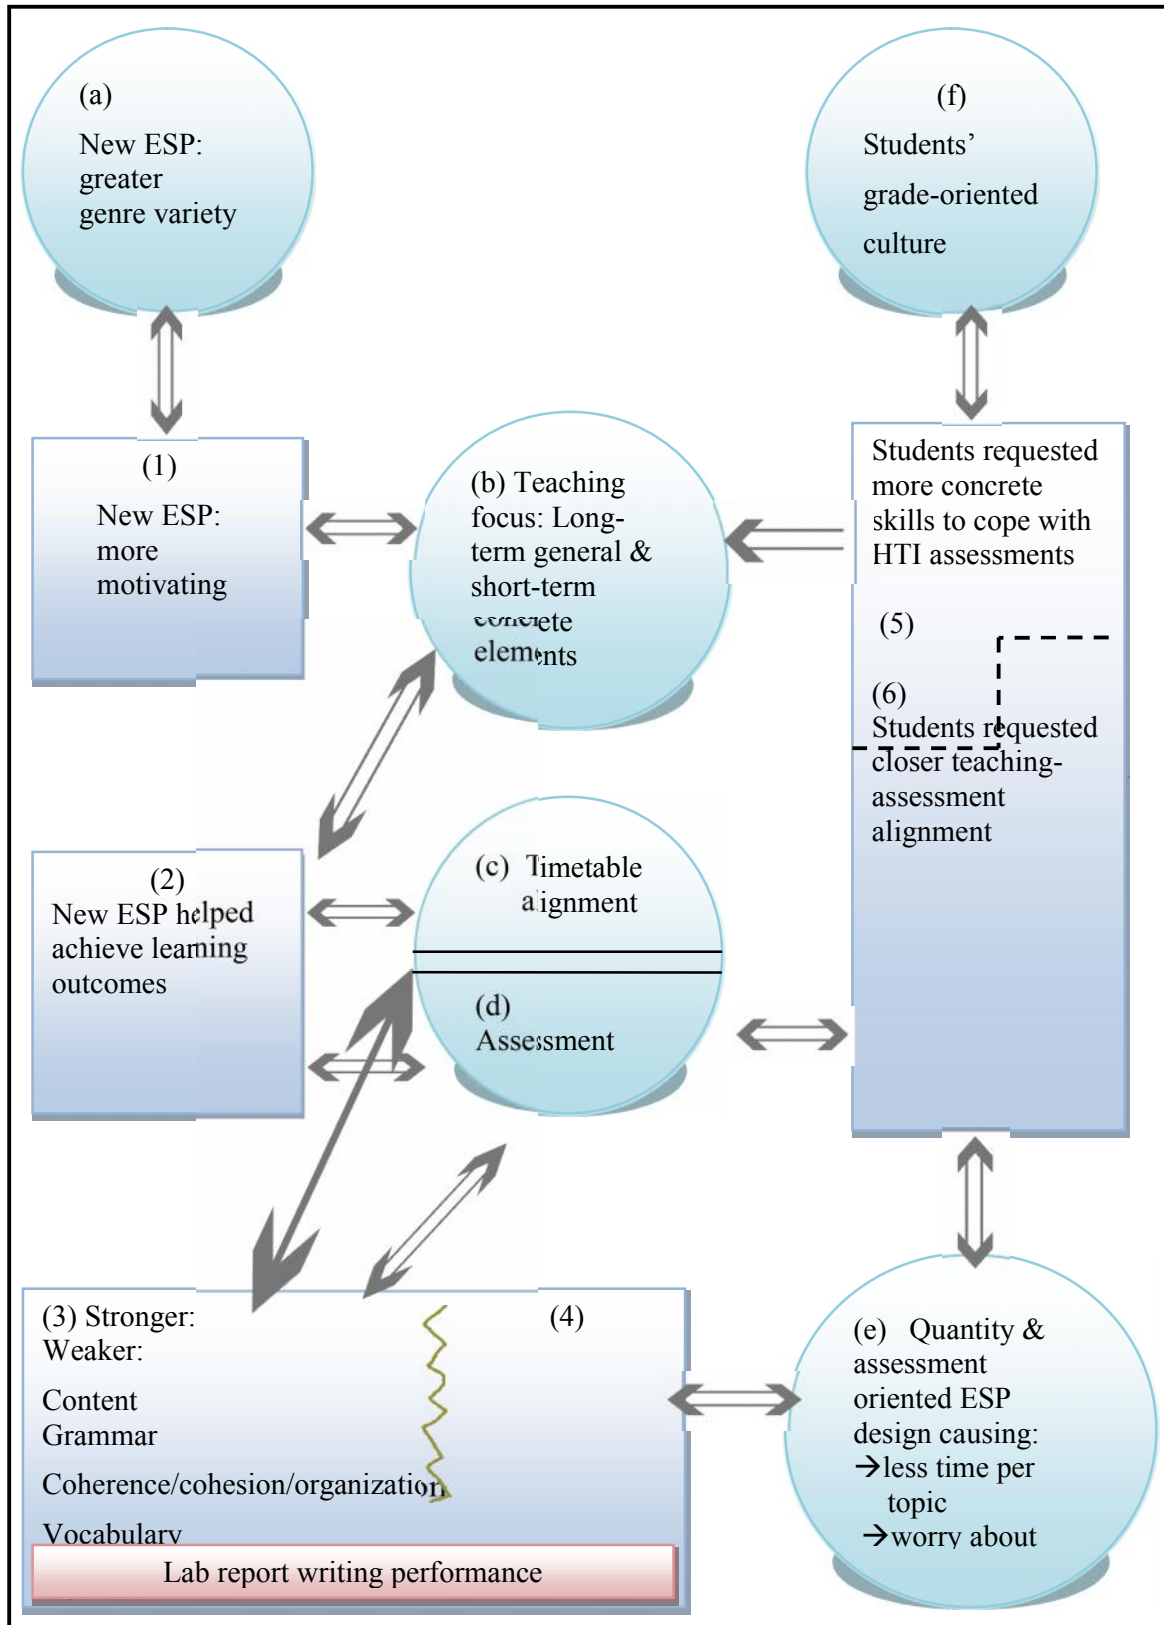 (a)
New ESP:
greater
genre variety
(f)
Students’
grade-oriented
culture
(1)
New ESP:
more
motivating
(b) Teaching
focus: Long-
term general &
short-term
concrete
elements
Students requested
more concrete
skills to cope with
HTI assessments
(5)
(6)
Students requested
closer teaching-
assessment
alignment
(2)
New ESP helped
achieve learning
outcomes
(c) Timetable
alignment
(d)
Assessment
(3) Stronger:
(4)
Weaker:
Content
Grammar
Coherence/cohesion/organization
Vocabulary
Lab report writing performance
(e) Quantity &
assessment
oriented ESP
design causing:
→less time per
topic
→worry about